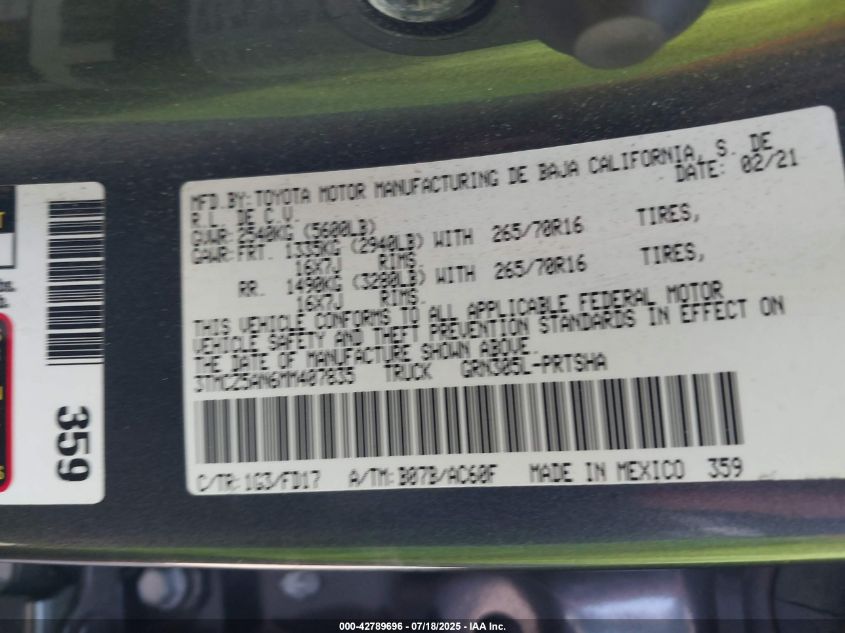 MFD.BY:TOYOTA MOTOR MANUFACTURING DE BAJA CALIFORNIA, S. DE
R.L. DE C.V. DATE: 02/21
GVWR:2540KG (5600LB)
GAWR:FRT. 1335KG (2940LB) WITH 265/70R16 TIRES,
16X7J RIMS.
RR. 1490KG (3280LB) WITH 265/70R16 TIRES,
16X7J RIMS.
THIS VEHICLE CONFORMS TO ALL APPLICABLE FEDERAL MOTOR
VEHICLE SAFETY AND THEFT PREVENTION STANDARDS IN EFFECT ON
THE DATE OF MANUFACTURE SHOWN ABOVE.
3TMCZ5AN6MM407835 TRUCK GRN305L-PRTSHA
C/TR:1G3/FD17 A/TM:B07B/AC60F MADE IN MEXICO 359
359
000-42789696 - 07/18/2025 - IAA Inc.